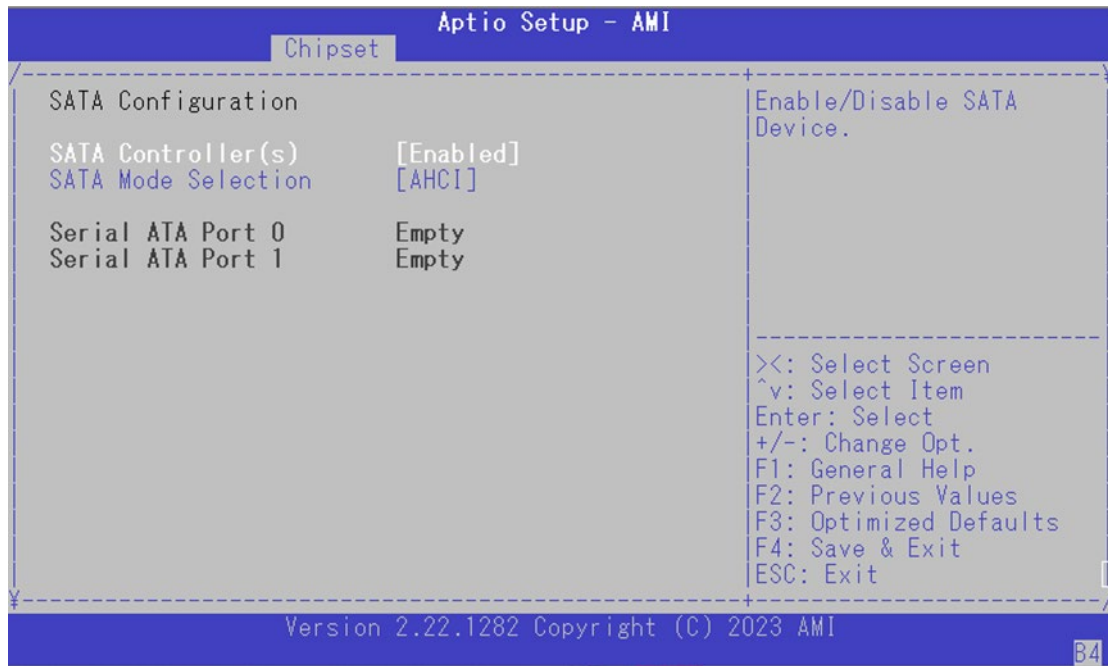 Aptio Setup - AMI
Chipset
SATA Configuration
SATA Controller(s) [Enabled]
SATA Mode Selection [AHCI]
Serial ATA Port 0 Empty
Serial ATA Port 1 Empty
Enable/Disable SATA
Device.
><: Select Screen
^v: Select Item
Enter: Select
+/-: Change Opt.
F1: General Help
F2: Previous Values
F3: Optimized Defaults
F4: Save & Exit
ESC: Exit
Version 2.22.1282 Copyright (C) 2023 AMI
B4